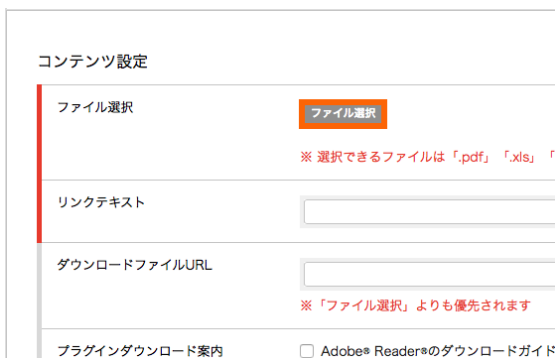 コンテンツ設定
ファイル選択
ファイル選択
※ 選択できるファイルは「.pdf」「.xls」「
リンクテキスト
ダウンロードファイルURL
※「ファイル選択」よりも優先されます
プラグインダウンロード案内
Adobe® Reader®のダウンロードガイド